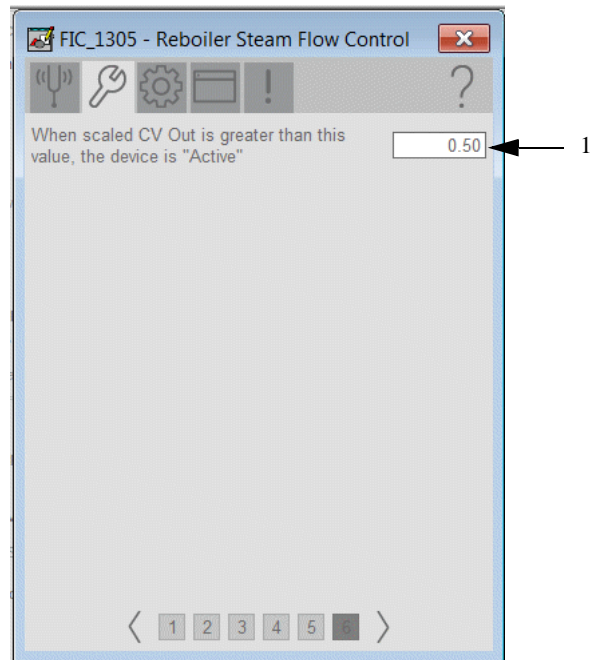 FIC_1305 - Reboiler Steam Flow Control
When scaled CV Out is greater than this
value, the device is "Active"
0.50
1
1 2 3 4 5 6